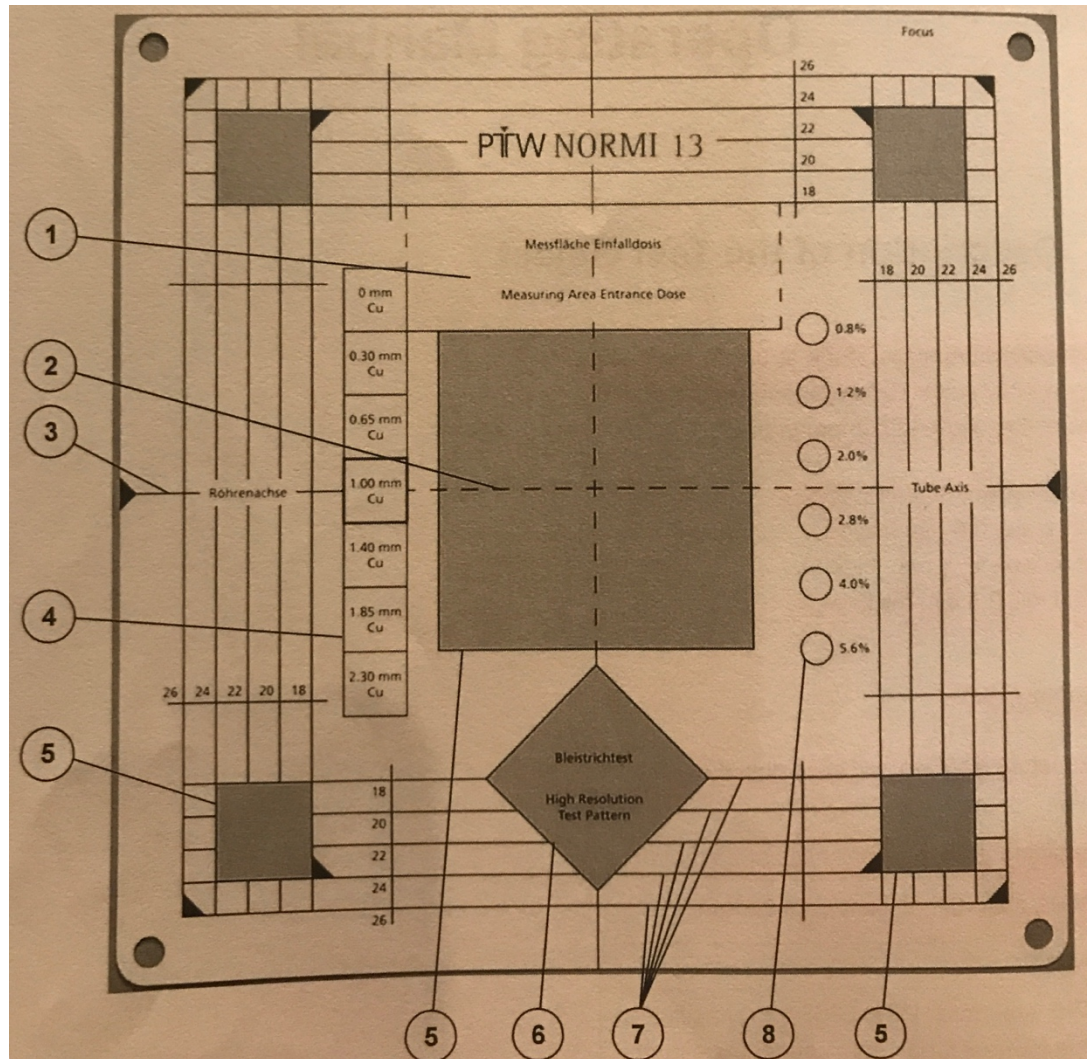 Focus
26
24
PTW NORMI 13
22
20
18
1
Messfläche Einfalldosis
Measuring Area Entrance Dose
18 20 22 24 26
0 mm
Cu
0.8%
2
0.30 mm
Cu
1.2%
3
0.65 mm
Cu
2.0%
Röhrenachse
1.00 mm
Cu
Tube Axis
2.8%
1.40 mm
Cu
4.0%
4
1.85 mm
Cu
5.6%
2.30 mm
Cu
26 24 22 20 18
5
Bleistrichtest
High Resolution
Test Pattern
18
20
22
24
26
5 6 7 8 5